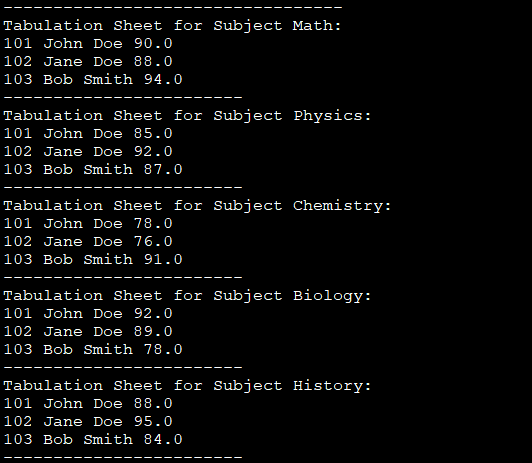 ----------------------------------
Tabulation Sheet for Subject Math:
101 John Doe 90.0
102 Jane Doe 88.0
103 Bob Smith 94.0
------------------------
Tabulation Sheet for Subject Physics:
101 John Doe 85.0
102 Jane Doe 92.0
103 Bob Smith 87.0
------------------------
Tabulation Sheet for Subject Chemistry:
101 John Doe 78.0
102 Jane Doe 76.0
103 Bob Smith 91.0
------------------------
Tabulation Sheet for Subject Biology:
101 John Doe 92.0
102 Jane Doe 89.0
103 Bob Smith 78.0
------------------------
Tabulation Sheet for Subject History:
101 John Doe 88.0
102 Jane Doe 95.0
103 Bob Smith 84.0
------------------------